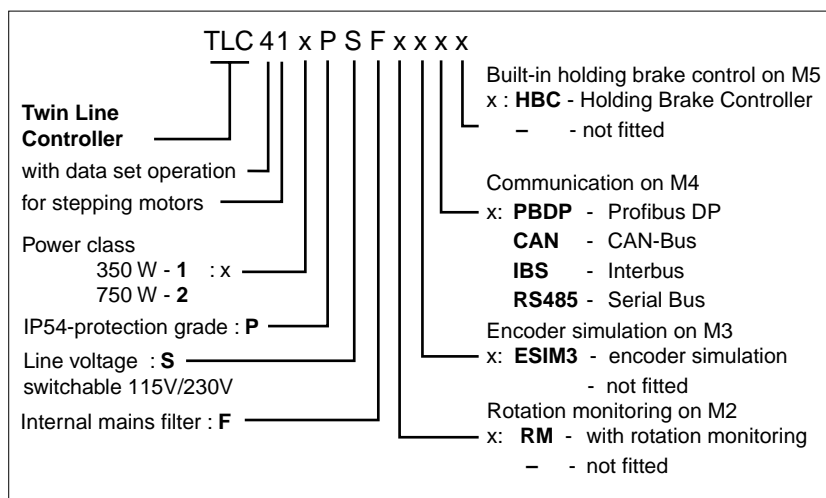 TLC 4 1 x P S F x x x x
Twin Line
Controller
with data set operation
for stepping motors
Power class
350 W - 1 : x
750 W - 2
IP54-protection grade : P
Line voltage : S
switchable 115V/230V
Internal mains filter : F
Built-in holding brake control on M5
x : HBC - Holding Brake Controller
– - not fitted
Communication on M4
x: PBDP - Profibus DP
CAN - CAN-Bus
IBS - Interbus
RS485 - Serial Bus
Encoder simulation on M3
x: ESIM3 - encoder simulation
- not fitted
Rotation monitoring on M2
x: RM - with rotation monitoring
– - not fitted